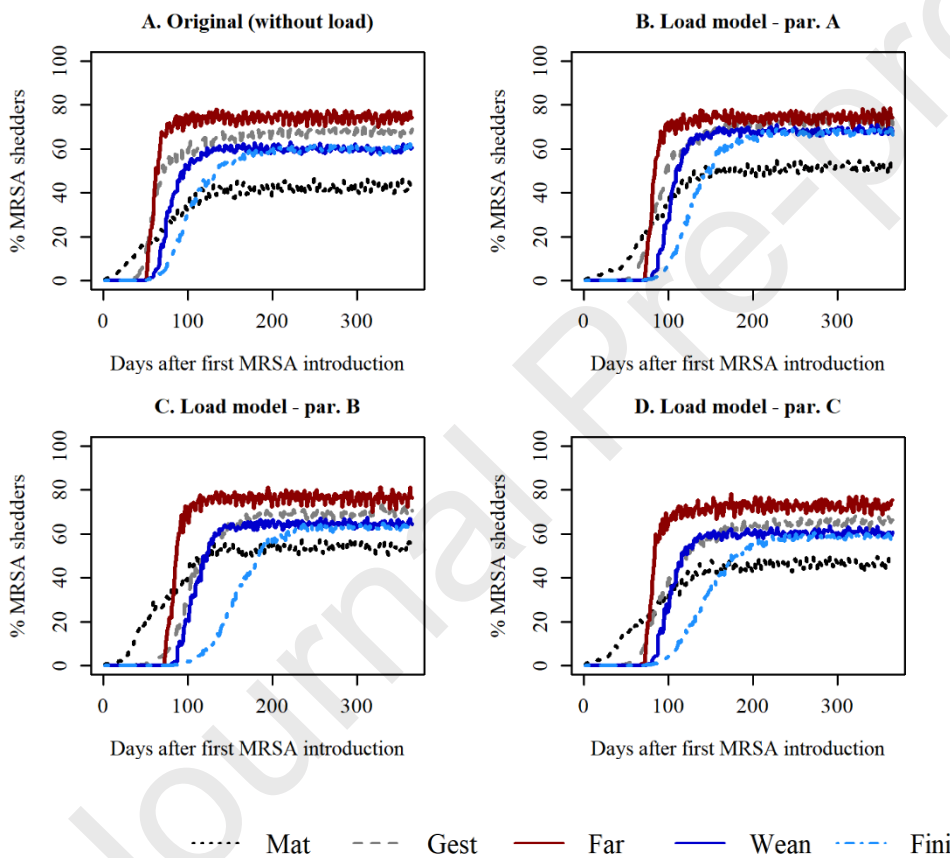 A. Original (without load)
B. Load model - par. A
% MRSA shedders
0 20 40 60 80 100
0 100 200 300
Days after first MRSA introduction
% MRSA shedders
0 20 40 60 80 100
0 100 200 300
Days after first MRSA introduction
C. Load model - par. B
D. Load model - par. C
% MRSA shedders
0 20 40 60 80 100
0 100 200 300
Days after first MRSA introduction
% MRSA shedders
0 20 40 60 80 100
0 100 200 300
Days after first MRSA introduction
Mat Gest Far Wean Fini
Journal Pre-pro